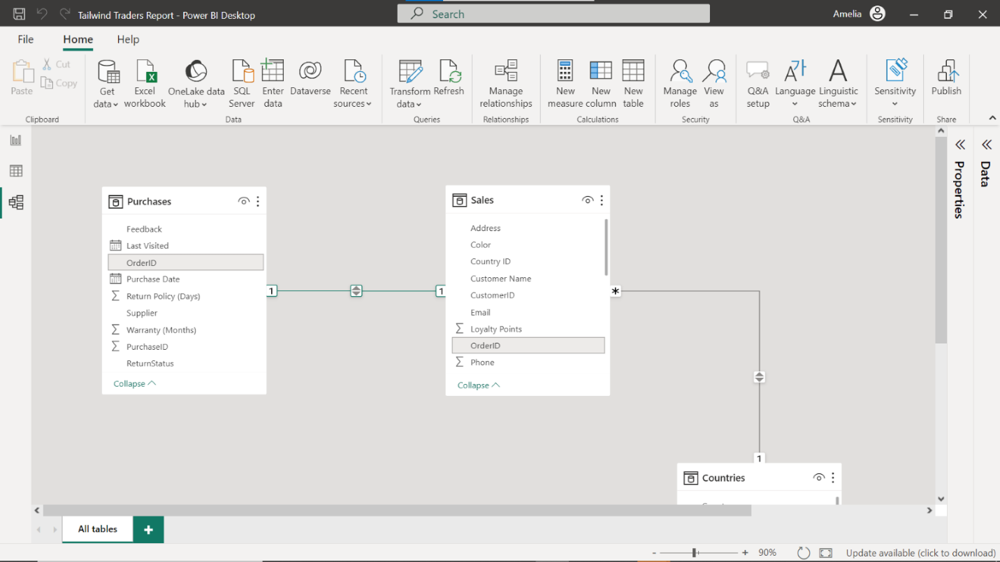 Tailwind Traders Report - Power BI Desktop
Search
Amelia
File
Home
Help
Paste
Cut
Copy
Clipboard
Get
data
Excel
workbook
OneLake data
hub
SQL
Server
Enter
data
Dataverse
Recent
sources
Data
Transform
data
Refresh
Queries
Manage
relationships
Relationships
New
measure
New
column
New
table
Calculations
Manage
roles
View
as
Security
Q&A
setup
Language
Linguistic
schema
Q&A
Sensitivity
Sensitivity
Publish
Share
Purchases
Feedback
Last Visited
OrderID
Purchase Date
Return Policy (Days)
Supplier
Warranty (Months)
PurchaseID
ReturnStatus
Collapse
1
1
Sales
Address
Color
Country ID
Customer Name
CustomerID
Email
Loyalty Points
OrderID
Phone
Collapse
*
1
Countries
Properties
Data
All tables
+
- + 90%
Update available (click to download)